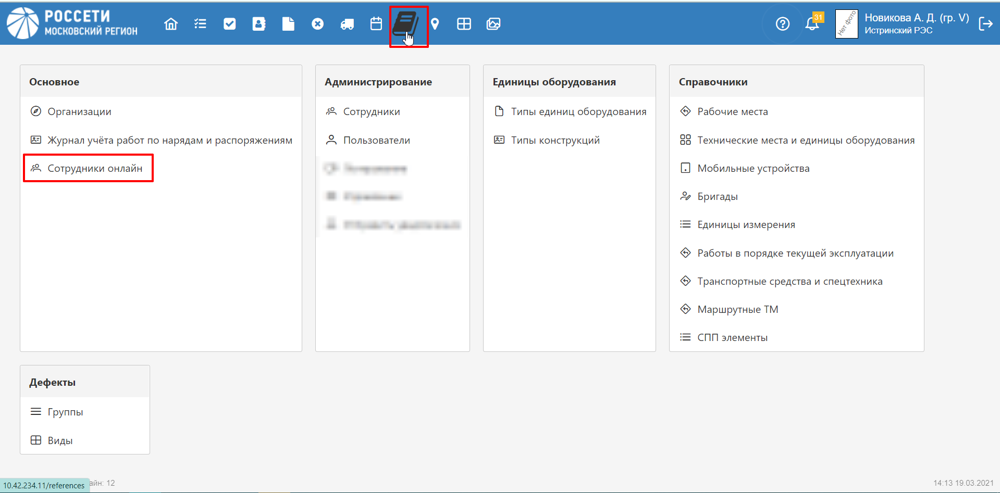 РОССЕТИ
МОСКОВСКИЙ РЕГИОН
31
Нет фото
Новикова А. Д. (гр. V)
Истринский РЭС
Основное
Организации
Журнал учёта работ по нарядам и распоряжениям
Сотрудники онлайн
Администрирование
Сотрудники
Пользователи
Единицы оборудования
Типы единиц оборудования
Типы конструкций
Справочники
Рабочие места
Технические места и единицы оборудования
Мобильные устройства
Бригады
Единицы измерения
Работы в порядке текущей эксплуатации
Транспортные средства и спецтехника
Маршрутные ТМ
СПП элементы
Дефекты
Группы
Виды
10.42.234.11/references
айн: 12
14:13 19.03.2021